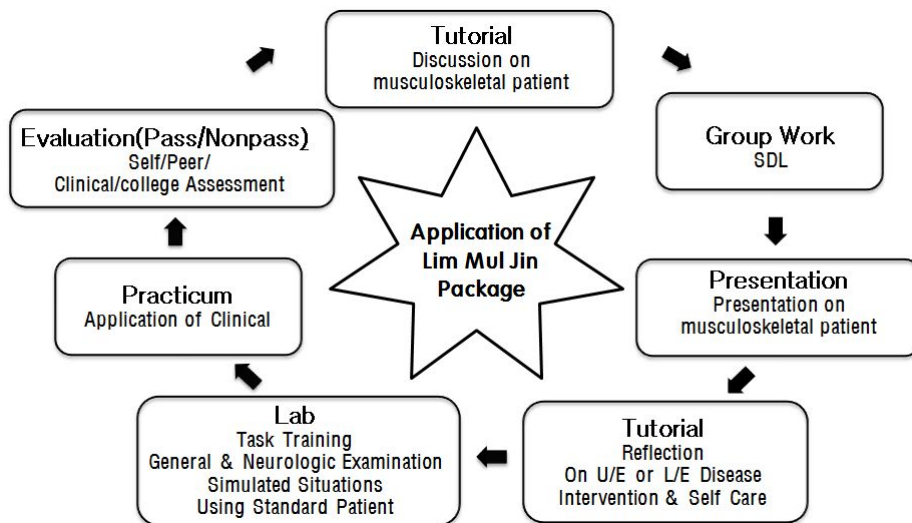 Tutorial
Discussion on
musculoskeletal patient
Group Work
SDL
Presentation
Presentation on
musculoskeletal patient
Tutorial
Reflection
On U/E or L/E Disease
Intervention & Self Care
Lab
Task Training
General & Neurologic Examination
Simulated Situations
Using Standard Patient
Practicum
Application of Clinical
Evaluation(Pass/Nonpass)
Self/Peer/
Clinical/college Assessment
Application of
Lim Mul Jin
Package